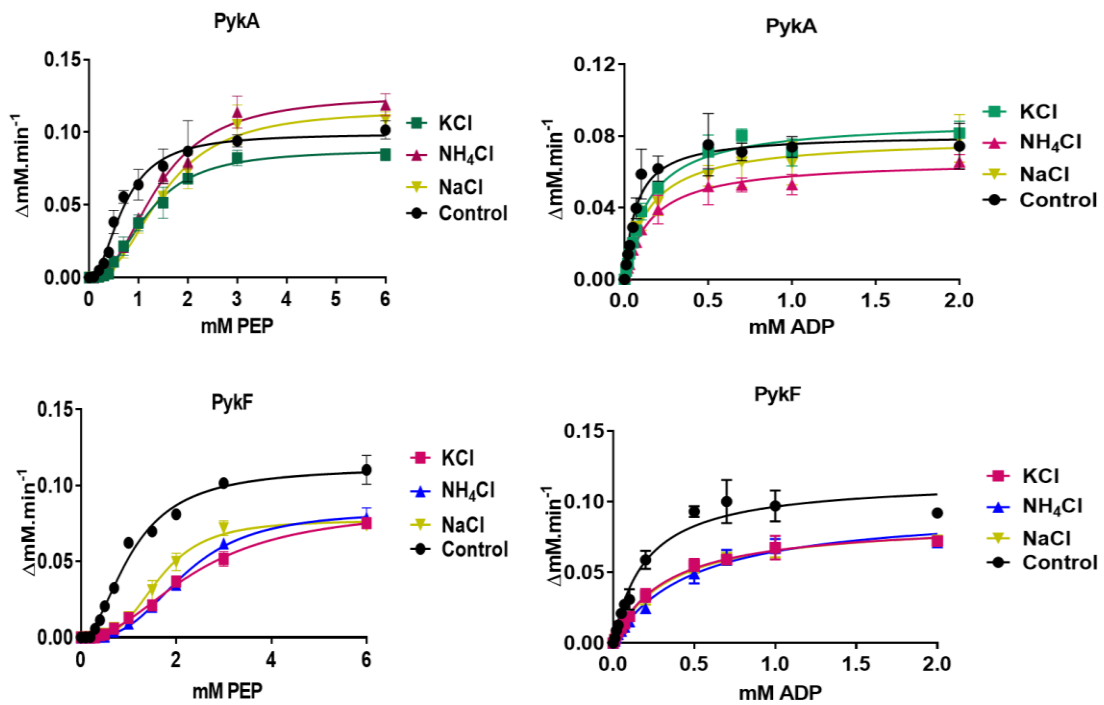 PykA
0.15
0.10
0.05
0.00
0 1 2 3 6
ΔmM.min⁻¹
mM PEP
KCl
NH₄Cl
NaCl
Control
PykA
0.12
0.08
0.04
0.00
0.0 0.5 1.0 1.5 2.0
ΔmM.min⁻¹
mM ADP
KCl
NH₄Cl
NaCl
Control
PykF
0.15
0.10
0.05
0.00
0 2 6
ΔmM.min⁻¹
mM PEP
KCl
NH₄Cl
NaCl
Control
PykF
0.15
0.10
0.05
0.00
0.0 0.5 1.0 1.5 2.0
ΔmM.min⁻¹
mM ADP
KCl
NH₄Cl
NaCl
Control